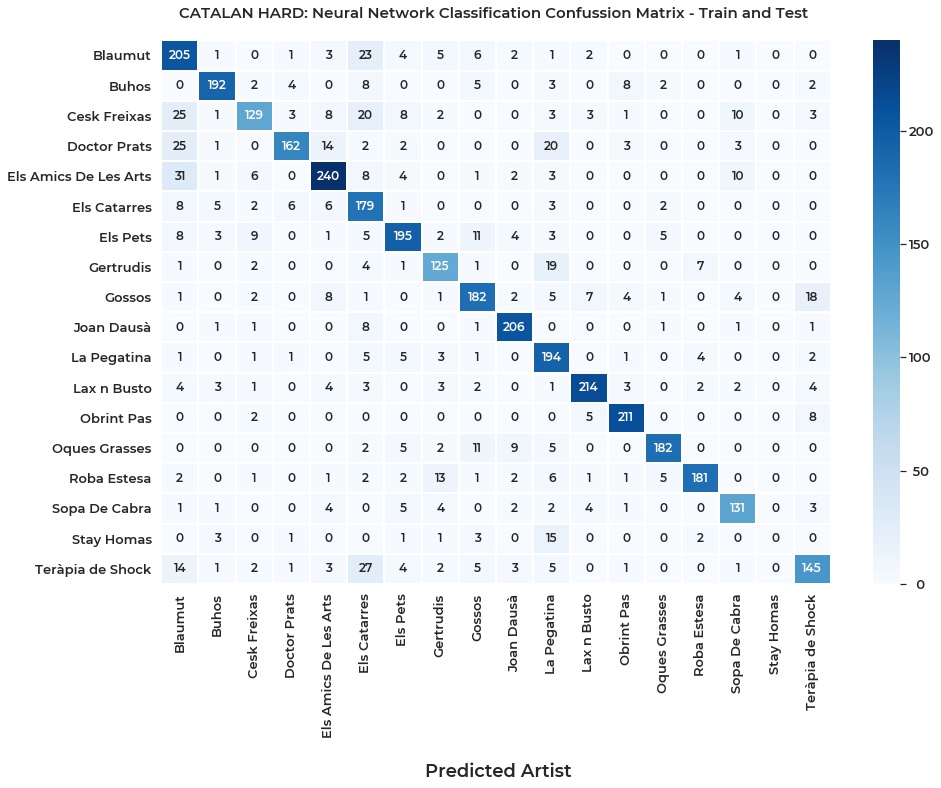 CATALAN HARD: Neural Network Classification Confussion Matrix - Train and Test
Blaumut 205 1 0 1 3 23 4 5 6 2 1 2 0 0 0 1 0 0
Buhos 0 192 2 4 0 8 0 0 5 0 3 0 8 2 0 0 0 2
Cesk Freixas 25 1 129 3 8 20 8 2 0 0 3 3 1 0 0 10 0 3
Doctor Prats 25 1 0 162 14 2 2 0 0 0 20 0 3 0 0 3 0 0
Els Amics De Les Arts 31 1 6 0 240 8 4 0 1 2 3 0 0 0 0 10 0 0
Els Catarres 8 5 2 6 6 179 1 0 0 0 3 0 0 2 0 0 0 0
Els Pets 8 3 9 0 1 5 195 2 11 4 3 0 0 5 0 0 0 0
Gertrudis 1 0 2 0 0 4 1 125 1 0 19 0 0 0 7 0 0 0
Gossos 1 0 2 0 8 1 0 1 182 2 5 7 4 1 0 4 0 18
Joan Dausà 0 1 1 0 0 8 0 0 1 206 0 0 0 1 0 1 0 1
La Pegatina 1 0 1 1 0 5 5 3 1 0 194 0 1 0 4 0 0 2
Lax n Busto 4 3 1 0 4 3 0 3 2 0 1 214 3 0 2 2 0 4
Obrint Pas 0 0 2 0 0 0 0 0 0 0 0 5 211 0 0 0 0 8
Oques Grasses 0 0 0 0 0 2 5 2 11 9 5 0 0 182 0 0 0 0
Roba Estesa 2 0 1 0 1 2 2 13 1 2 6 1 1 5 181 0 0 0
Sopa De Cabra 1 1 0 0 4 0 5 4 0 2 2 4 1 0 0 131 0 3
Stay Homas 0 3 0 1 0 0 1 1 3 0 15 0 0 0 2 0 0 0
Teràpia de Shock 14 1 2 1 3 27 4 2 5 3 5 0 1 0 0 1 0 145
Blaumut
Buhos
Cesk Freixas
Doctor Prats
Els Amics De Les Arts
Els Catarres
Els Pets
Gertrudis
Gossos
Joan Dausà
La Pegatina
Lax n Busto
Obrint Pas
Oques Grasses
Roba Estesa
Sopa De Cabra
Stay Homas
Teràpia de Shock
Predicted Artist
200
150
100
50
0